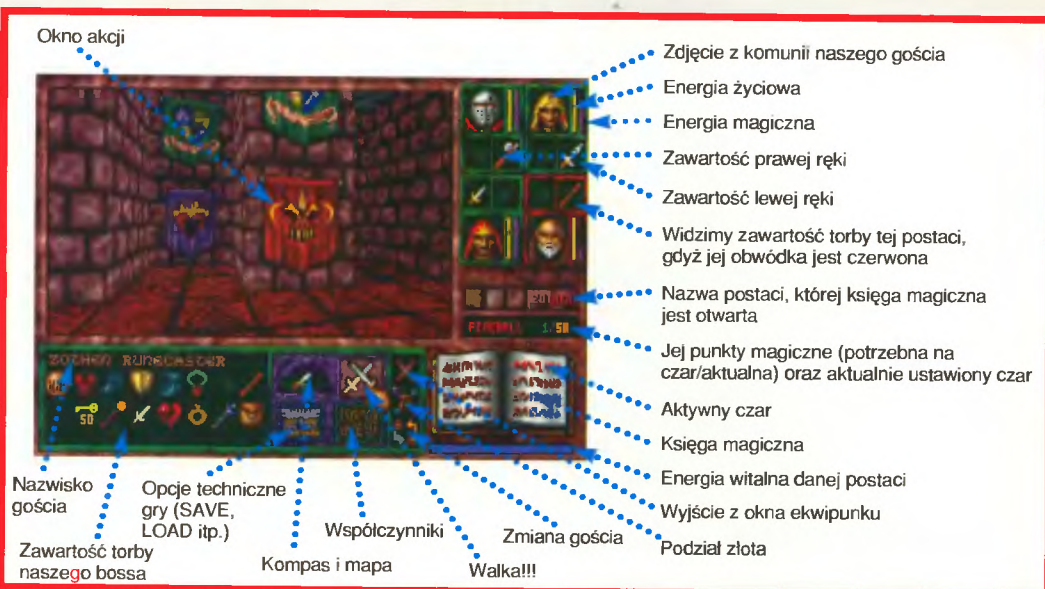 Okno akcji
Zdjęcie z komunii naszego gościa
Energia życiowa
Energia magiczna
Zawartość prawej ręki
Zawartość lewej ręki
Widzimy zawartość torby tej postaci,
gdyż jej obwódka jest czerwona
Nazwa postaci, której księga magiczna
jest otwarta
Jej punkty magiczne (potrzebna na
czar/aktualna) oraz aktualnie ustawiony czar
Aktywny czar
Księga magiczna
Energia witalna danej postaci
Wyjście z okna ekwipunku
Podział złota
FIREBALL 1/58
ZOTHEN RUNECASTER
50
Nazwisko
gościa
Zawartość torby
naszego bossa
Opcje techniczne
gry (SAVE,
LOAD itp.)
Kompas i mapa
Współczynniki
Walka!!!
Zmiana gościa